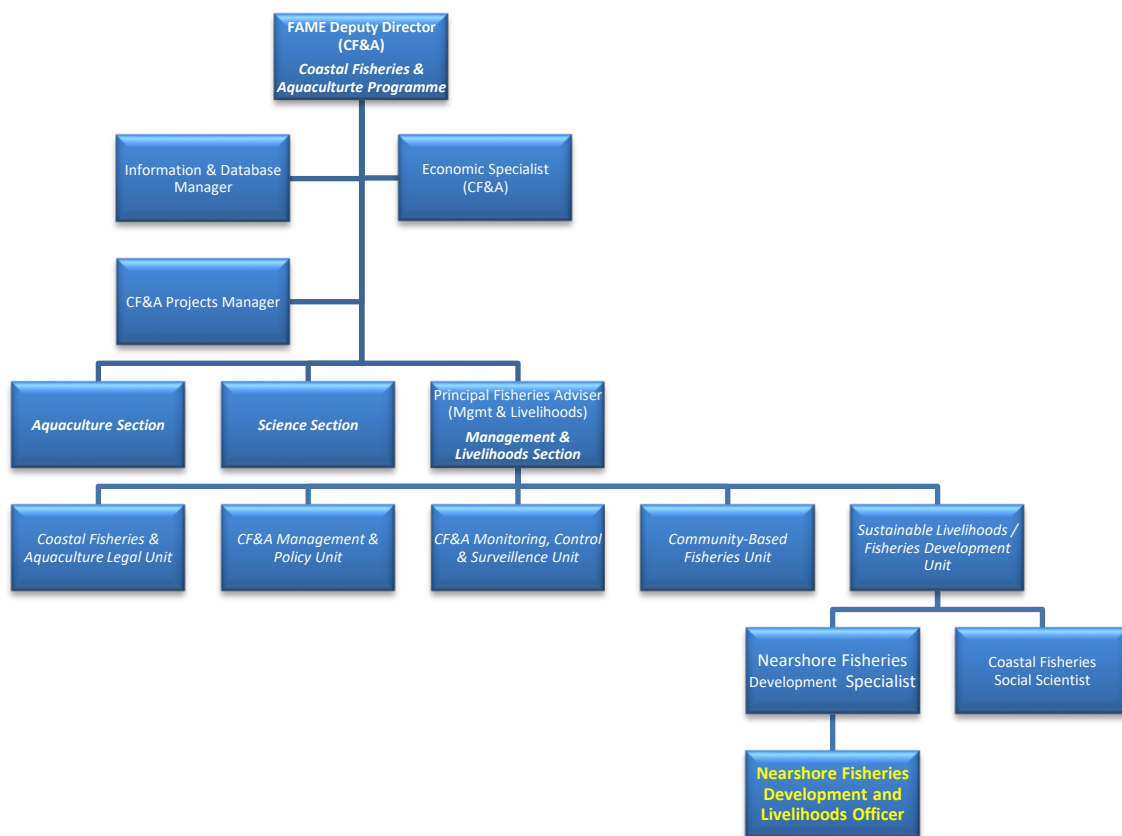 FAME Deputy Director
(CF&A)
Coastal Fisheries &
Aquaculturte Programme
Information & Database
Manager
Economic Specialist
(CF&A)
CF&A Projects Manager
Aquaculture Section
Science Section
Principal Fisheries Adviser
(Mgmt & Livelihoods)
Management &
Livelihoods Section
Coastal Fisheries &
Aquaculture Legal Unit
CF&A Management &
Policy Unit
CF&A Monitoring, Control
& Surveillence Unit
Community-Based
Fisheries Unit
Sustainable Livelihoods /
Fisheries Development
Unit
Nearshore Fisheries
Development Specialist
Coastal Fisheries
Social Scientist
Nearshore Fisheries
Development and
Livelihoods Officer